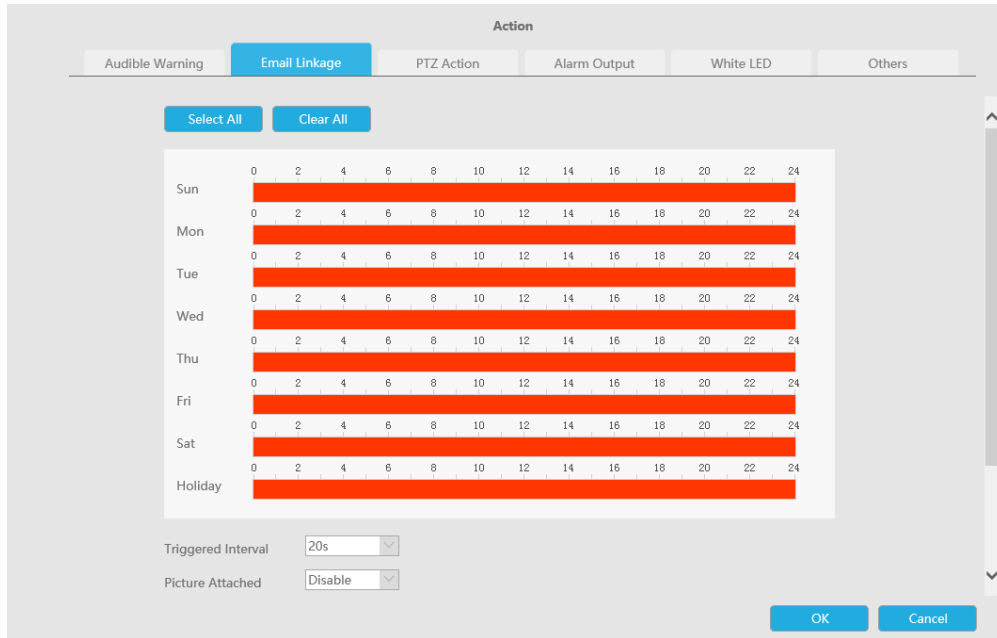 Action
Audible Warning Email Linkage PTZ Action Alarm Output White LED Others
Select All Clear All
0 2 4 6 8 10 12 14 16 18 20 22 24
Sun
0 2 4 6 8 10 12 14 16 18 20 22 24
Mon
0 2 4 6 8 10 12 14 16 18 20 22 24
Tue
0 2 4 6 8 10 12 14 16 18 20 22 24
Wed
0 2 4 6 8 10 12 14 16 18 20 22 24
Thu
0 2 4 6 8 10 12 14 16 18 20 22 24
Fri
0 2 4 6 8 10 12 14 16 18 20 22 24
Sat
0 2 4 6 8 10 12 14 16 18 20 22 24
Holiday
Triggered Interval 20s
Picture Attached Disable
OK Cancel